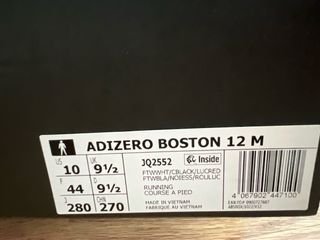 ADIZERO BOSTON 12 M
US 10 UK 9½
F 44 D 9½
J 280 CHN 270
JQ2552 Inside
FTWWHT/CBLACK/LUCRED
FTWBLA/NOIESS/ROULUC
RUNNING
COURSE A PIED
MADE IN VIETNAM
FABRIQUE AU VIETNAM
4 067902 447100